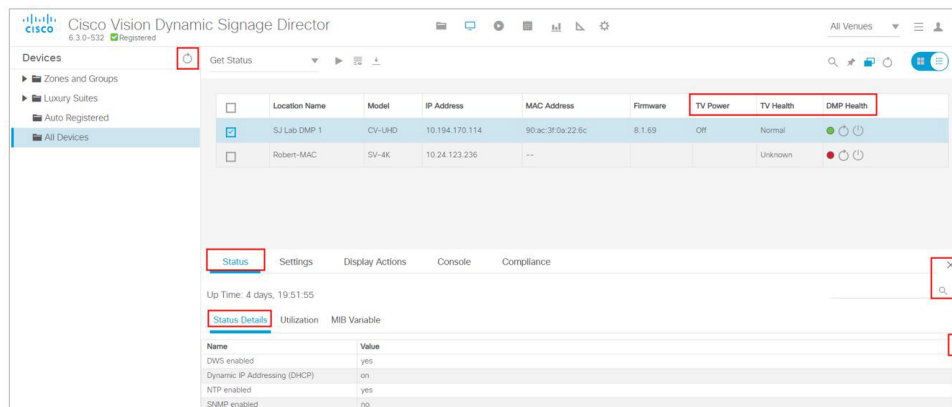 CISCO
Cisco Vision Dynamic Signage Director
6.3.0-532 Registered
All Venues
Devices
Zones and Groups
Luxury Suites
Auto Registered
All Devices
Get Status
Location Name Model IP Address MAC Address Firmware TV Power TV Health DMP Health
SJ Lab DMP 1 CV-UHD 10.194.170.114 90:ac:3f:0a:22:6c 8.1.69 Off Normal
Robert-MAC SV-4K 10.24.123.236 -- Unknown
Status Settings Display Actions Console Compliance
Up Time: 4 days, 19:51:55
Status Details Utilization MIB Variable
Name Value
DWS enabled yes
Dynamic IP Addressing (DHCP) on
NTP enabled yes
SNMP enabled no